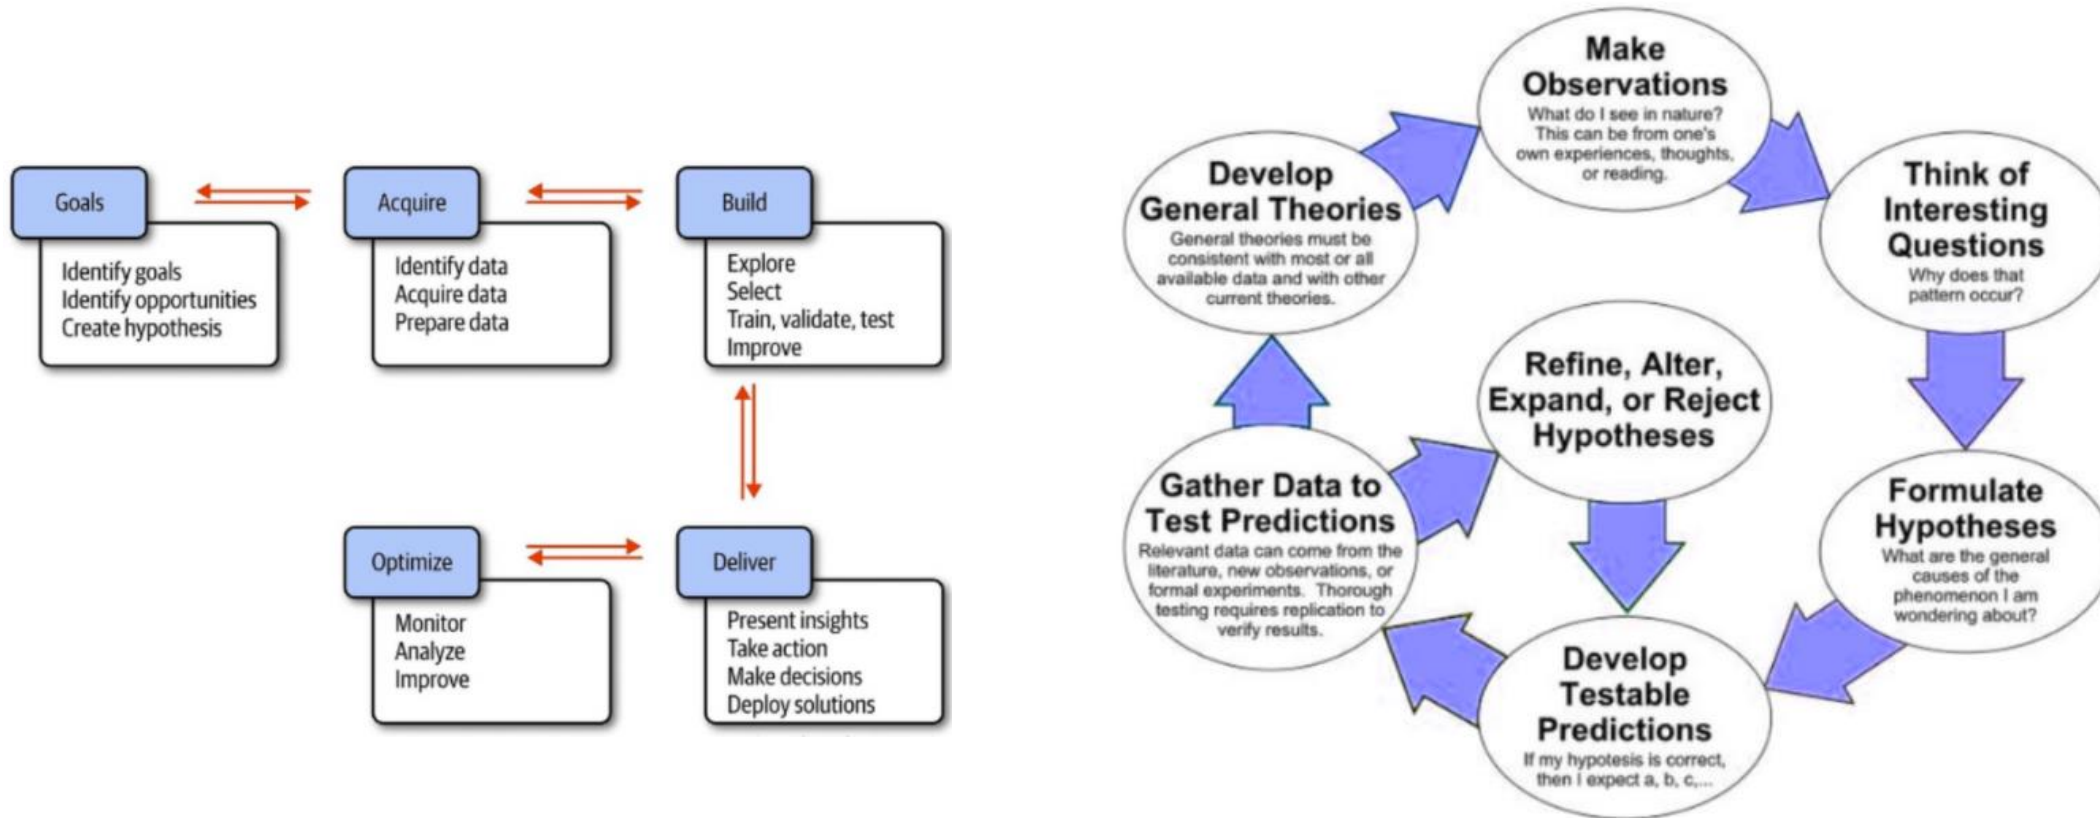 Goals
Identify goals
Identify opportunities
Create hypothesis
Acquire
Identify data
Acquire data
Prepare data
Build
Explore
Select
Train, validate, test
Improve
Optimize
Monitor
Analyze
Improve
Deliver
Present insights
Take action
Make decisions
Deploy solutions
Make
Observations
What do I see in nature?
This can be from one's
own experiences, thoughts,
or reading.
Think of
Interesting
Questions
Why does that
pattern occur?
Formulate
Hypotheses
What are the general
causes of the
phenomenon I am
wondering about?
Develop
Testable
Predictions
If my hypotesis is correct,
then I expect a, b, c,...
Gather Data to
Test Predictions
Relevant data can come from the
literature, new observations, or
formal experiments. Thorough
testing requires replication to
verify results.
Refine, Alter,
Expand, or Reject
Hypotheses
Develop
General Theories
General theories must be
consistent with most or all
available data and with other
current theories.